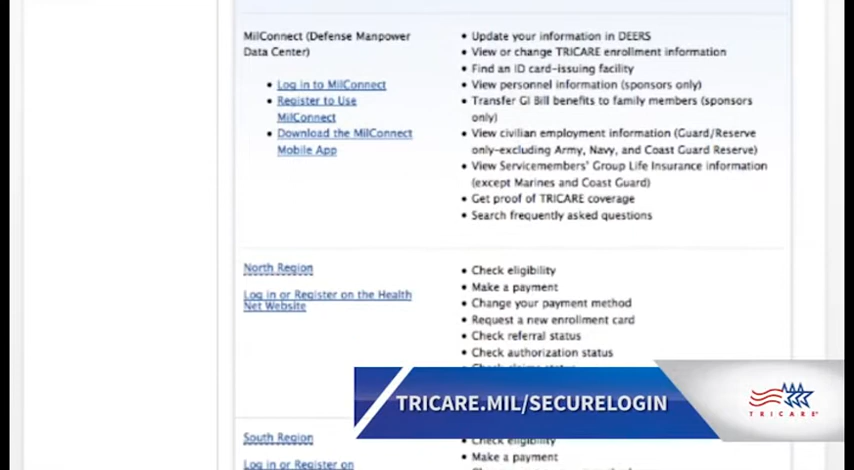 MilConnect (Defense Manpower
Data Center)
• Log in to MilConnect
• Register to Use
MilConnect
• Download the MilConnect
Mobile App
• Update your information in DEERS
• View or change TRICARE enrollment information
• Find an ID card-issuing facility
• View personnel information (sponsors only)
• Transfer GI Bill benefits to family members (sponsors
only)
• View civilian employment information (Guard/Reserve
only-excluding Army, Navy, and Coast Guard Reserve)
• View Servicemembers' Group Life Insurance information
(except Marines and Coast Guard)
• Get proof of TRICARE coverage
• Search frequently asked questions
North Region
Log in or Register on the Health
Net Website
• Check eligibility
• Make a payment
• Change your payment method
• Request a new enrollment card
• Check referral status
• Check authorization status
TRICARE.MIL/SECURELOGIN
TRICARE
South Region
Log in or Register on
• Check eligibility
• Make a payment